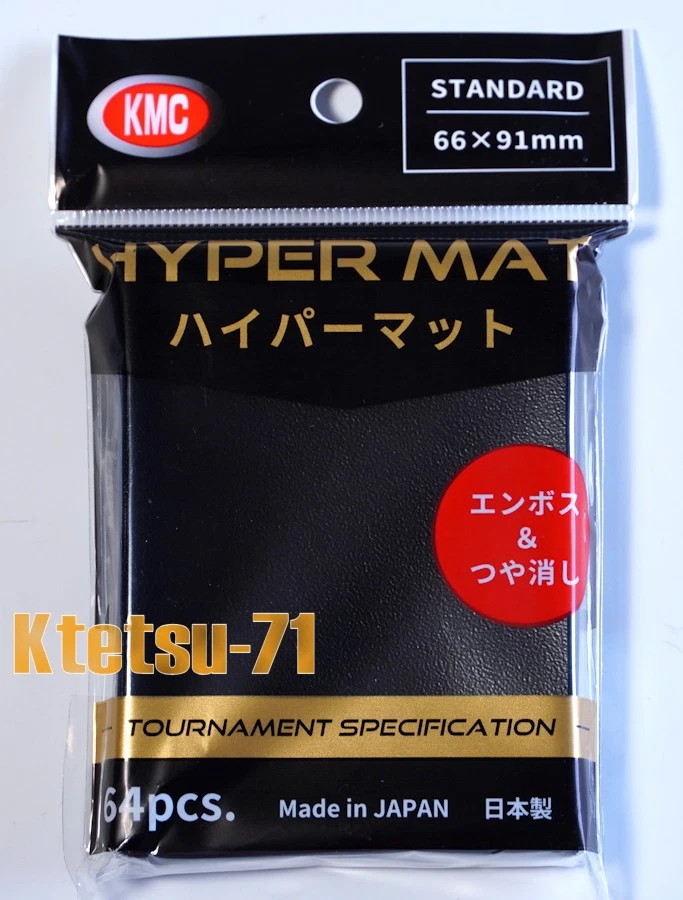 KMC
STANDARD
66×91mm
HYPER MAT
ハイパーマット
エンボス
&
つや消し
Ktetsu-71
TOURNAMENT SPECIFICATION
64pcs.
Made in JAPAN 日本製